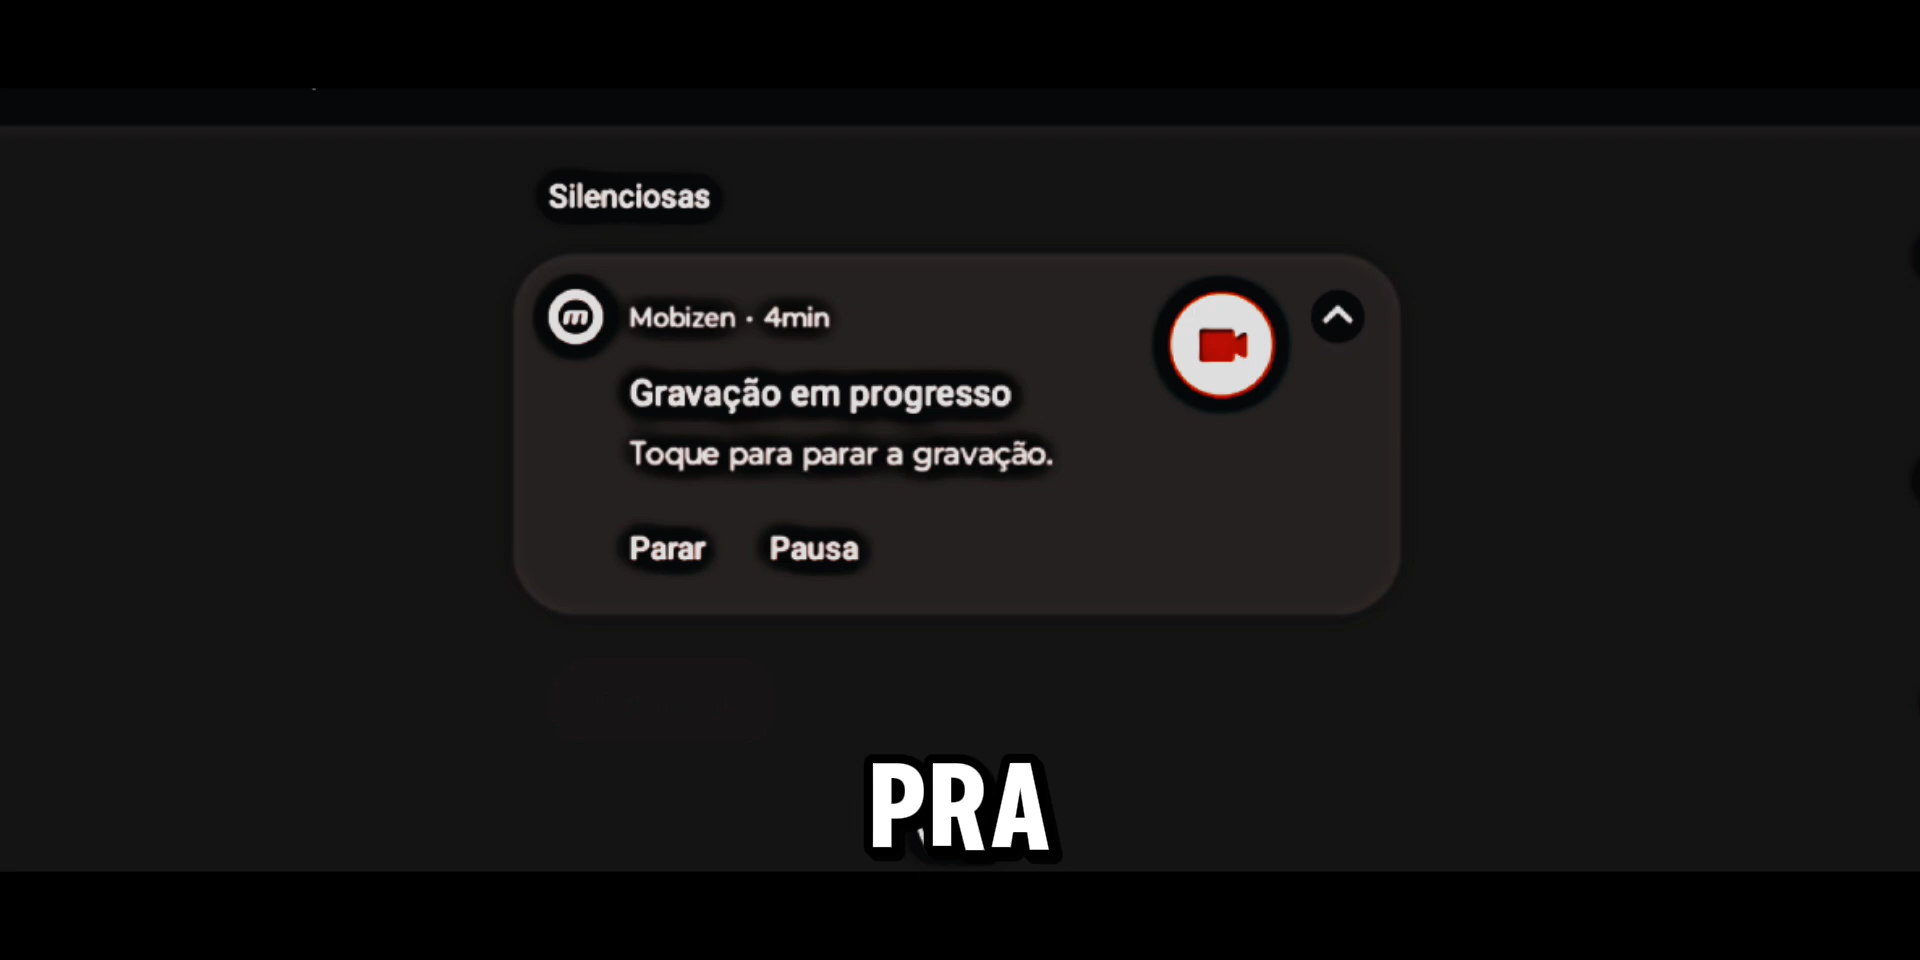 Silenciosas
m Mobizen · 4min
Gravação em progresso
Toque para parar a gravação.
Parar Pausa
PRA